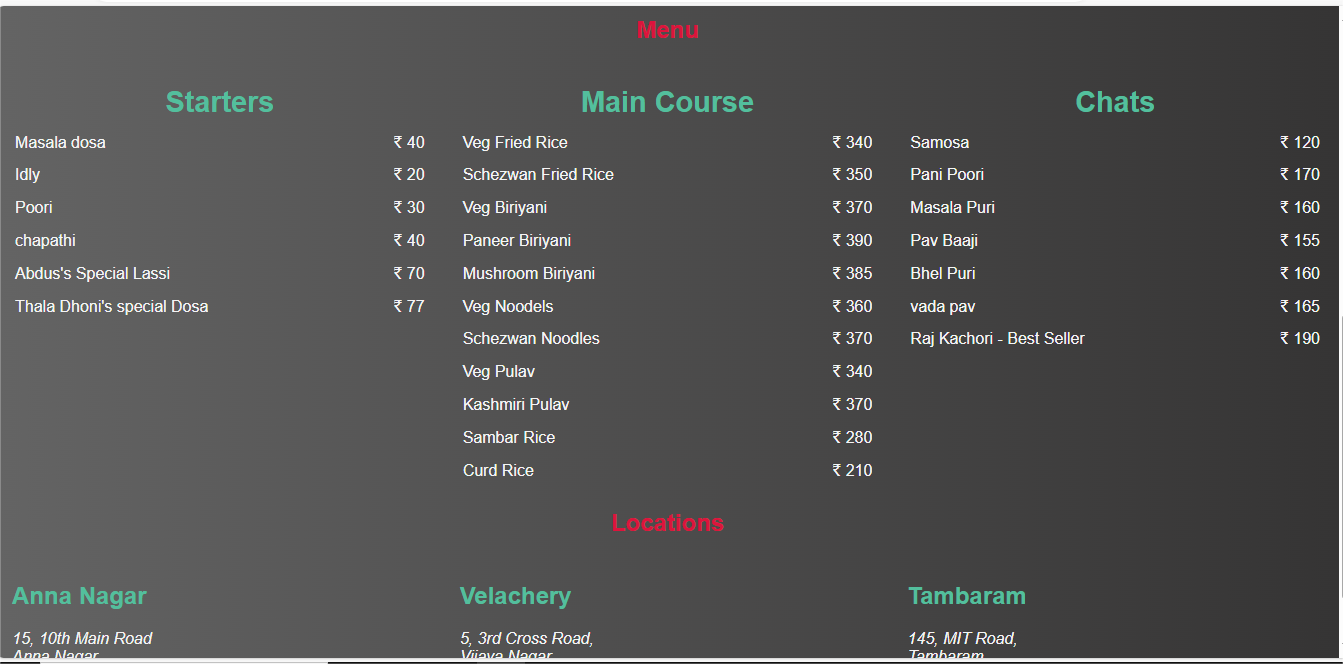 Menu
Starters
Masala dosa ₹ 40
Idly ₹ 20
Poori ₹ 30
chapathi ₹ 40
Abdus's Special Lassi ₹ 70
Thala Dhoni's special Dosa ₹ 77
Main Course
Veg Fried Rice ₹ 340
Schezwan Fried Rice ₹ 350
Veg Biriyani ₹ 370
Paneer Biriyani ₹ 390
Mushroom Biriyani ₹ 385
Veg Noodels ₹ 360
Schezwan Noodles ₹ 370
Veg Pulav ₹ 340
Kashmiri Pulav ₹ 370
Sambar Rice ₹ 280
Curd Rice ₹ 210
Chats
Samosa ₹ 120
Pani Poori ₹ 170
Masala Puri ₹ 160
Pav Baaji ₹ 155
Bhel Puri ₹ 160
vada pav ₹ 165
Raj Kachori - Best Seller ₹ 190
Locations
Anna Nagar
15, 10th Main Road
Anna Nagar
Velachery
5, 3rd Cross Road,
Vijaya Nagar
Tambaram
145, MIT Road,
Tambaram